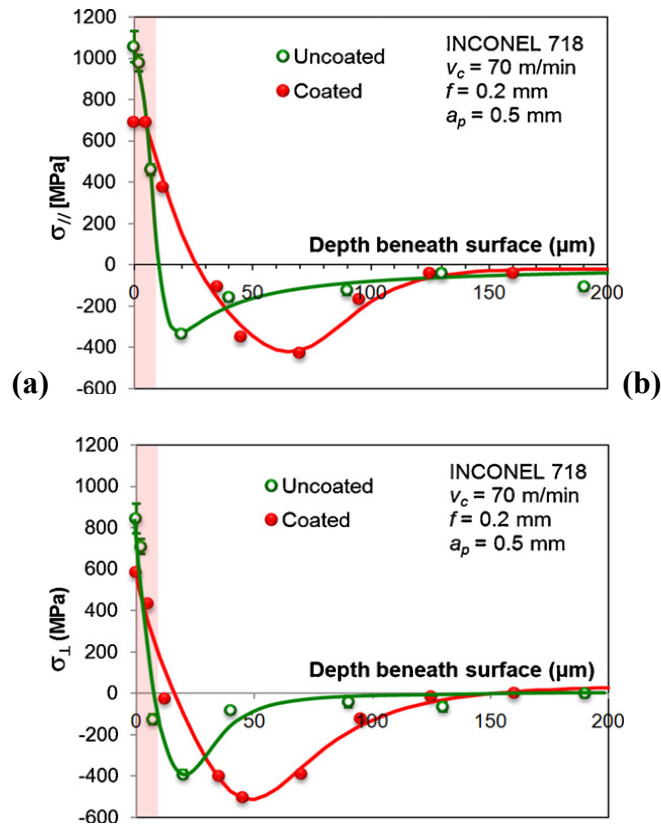 1200
1000
800
600
400
200
0
-200
-400
-600
σ// [MPa]
Uncoated
Coated
INCONEL 718
vc = 70 m/min
f = 0.2 mm
ap = 0.5 mm
Depth beneath surface (µm)
0 50 100 150 200
(a) (b)
1200
1000
800
600
400
200
0
-200
-400
-600
σ⊥ (MPa)
Uncoated
Coated
INCONEL 718
vc = 70 m/min
f = 0.2 mm
ap = 0.5 mm
Depth beneath surface (µm)
0 50 100 150 200